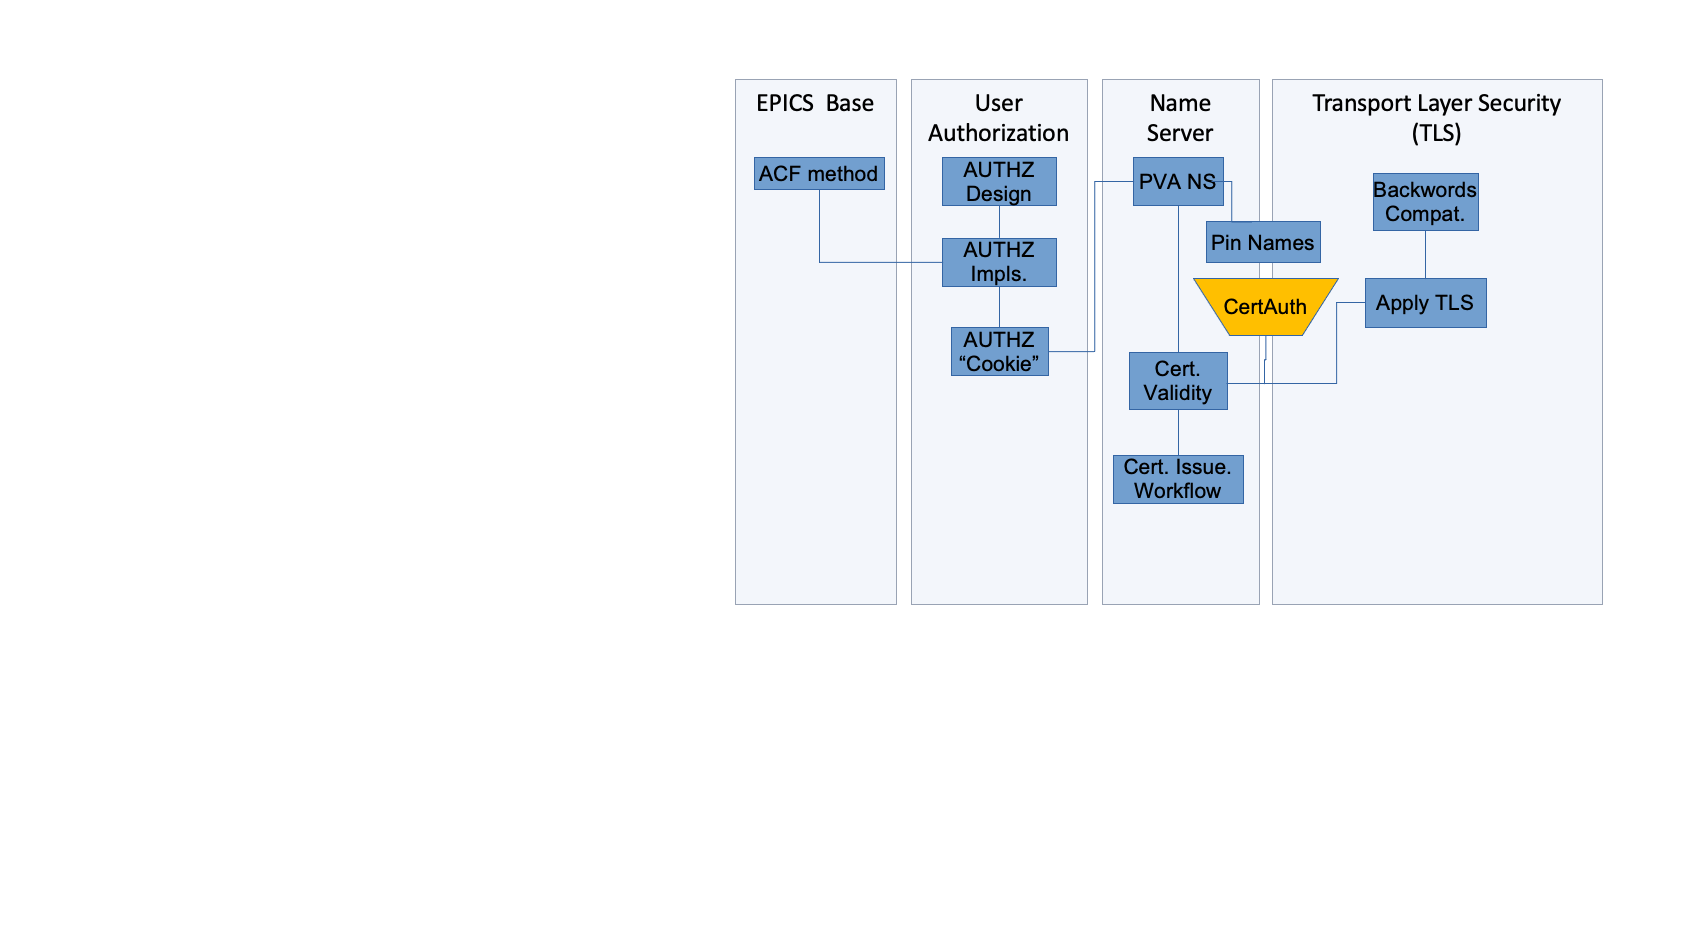 EPICS  Base
ACF method
User
Authorization
AUTHZ
Design
AUTHZ
Impls.
AUTHZ
“Cookie”
Name
Server
PVA NS
Pin Names
CertAuth
Cert.
Validity
Cert. Issue.
Workflow
Transport Layer Security
(TLS)
Backwords
Compat.
Apply TLS